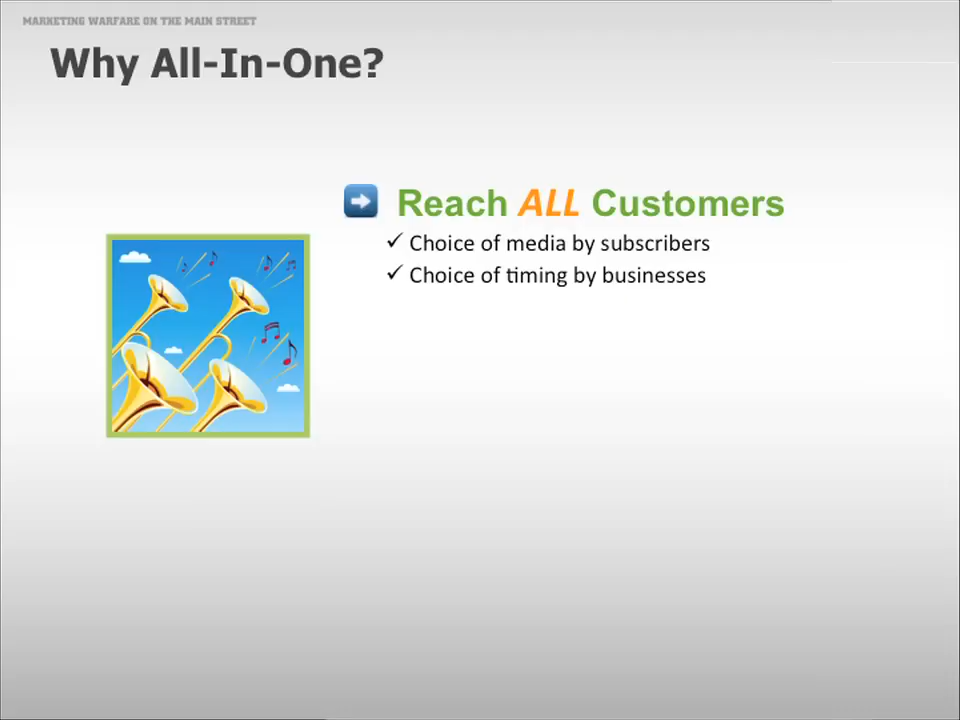 MARKETING WARFARE ON THE MAIN STREET
Why All-In-One?
Reach ALL Customers
✓ Choice of media by subscribers
✓ Choice of timing by businesses